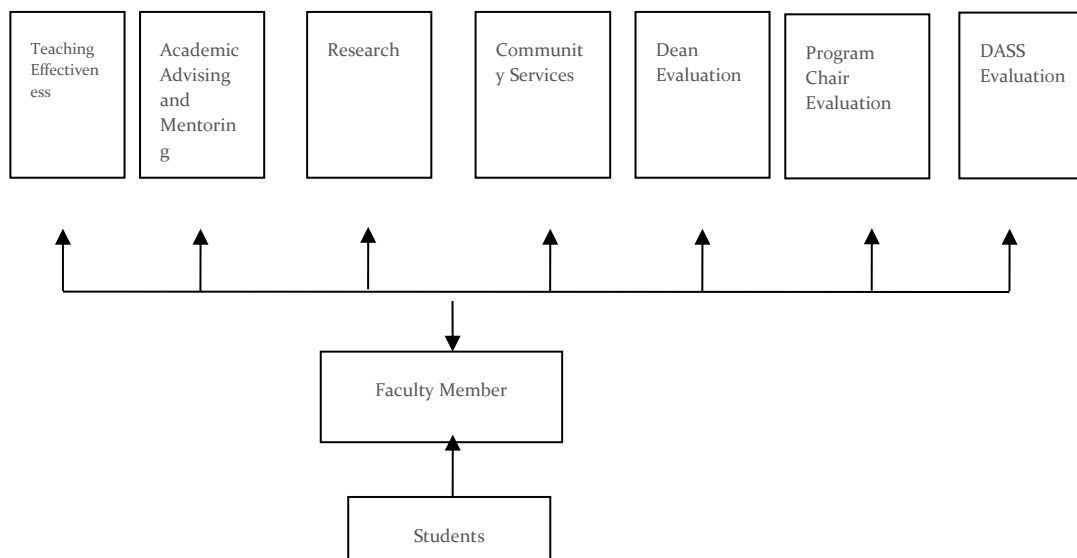 Teaching
Effectiven
ess
Academic
Advising
and
Mentorin
g
Research
Communit
y Services
Dean
Evaluation
Program
Chair
Evaluation
DASS
Evaluation
Faculty Member
Students